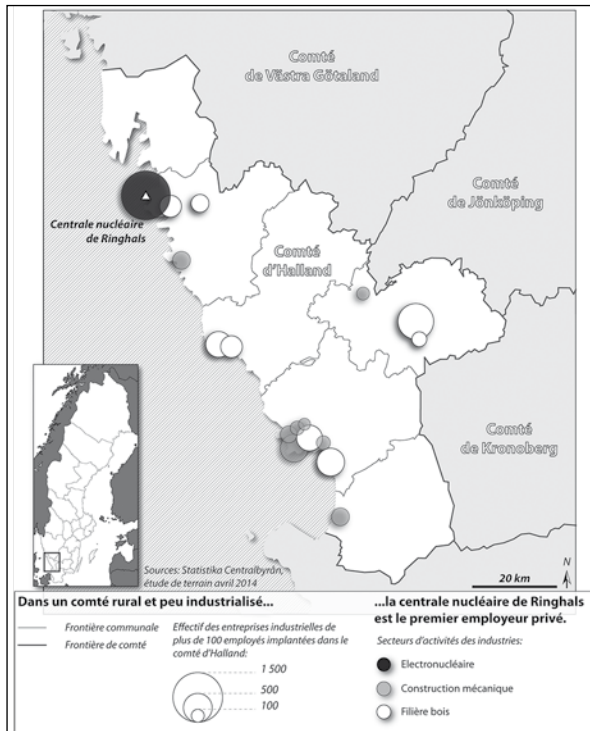 Comté
de Västra Götaland
Comté
de Jönköping
Centrale nucléaire
de Ringhals
Comté
d'Halland
Comté
de Kronoberg
Sources: Statistika Centralbyrån,
étude de terrain avril 2014
N
20 km
Dans un comté rural et peu industrialisé...
Frontière communale
Frontière de comté
Effectif des entreprises industrielles de
plus de 100 employés implantées dans le
comté d'Halland:
1 500
500
100
...la centrale nucléaire de Ringhals
est le premier employeur privé.
Secteurs d'activités des industries:
Electronucléaire
Construction mécanique
Filière bois